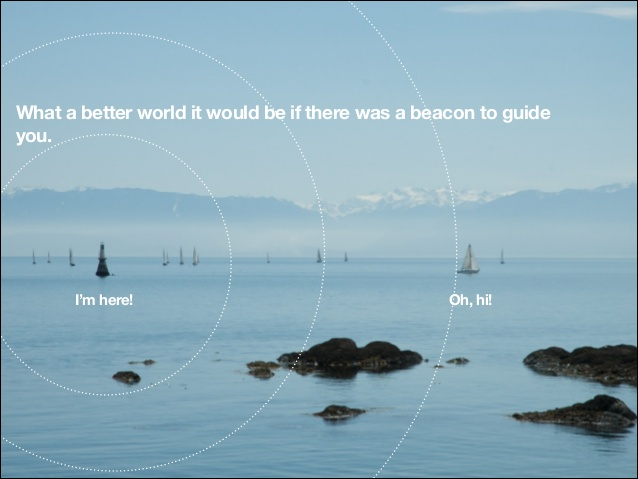 What a better world it would be if there was a beacon to guide
you.
I'm here!
Oh, hi!